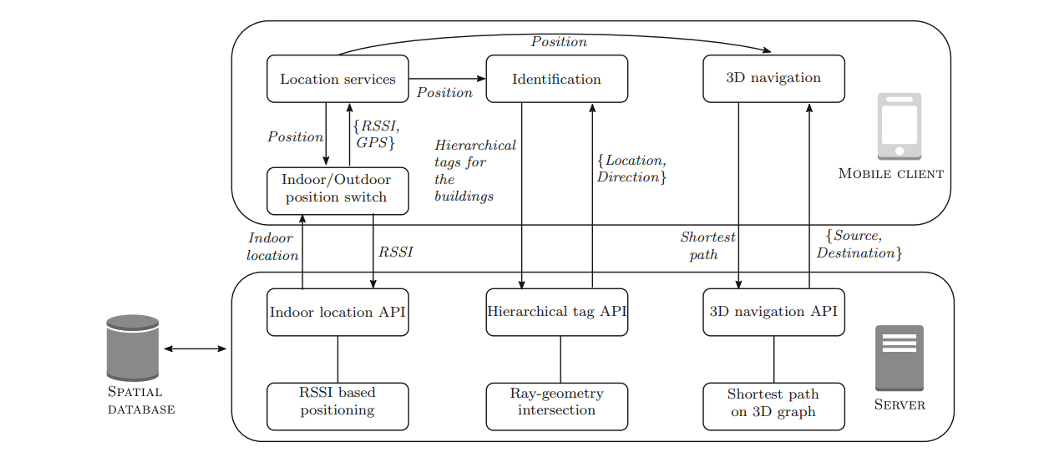 Position
Location services
Identification
3D navigation
Position
Position
{RSSI,
GPS}
Hierarchical
tags for
the
buildings
{Location,
Direction}
Indoor/Outdoor
position switch
Mobile client
Indoor
location
RSSI
Shortest
path
{Source,
Destination}
Indoor location API
Hierarchical tag API
3D navigation API
Spatial
database
RSSI based
positioning
Ray-geometry
intersection
Shortest path
on 3D graph
Server